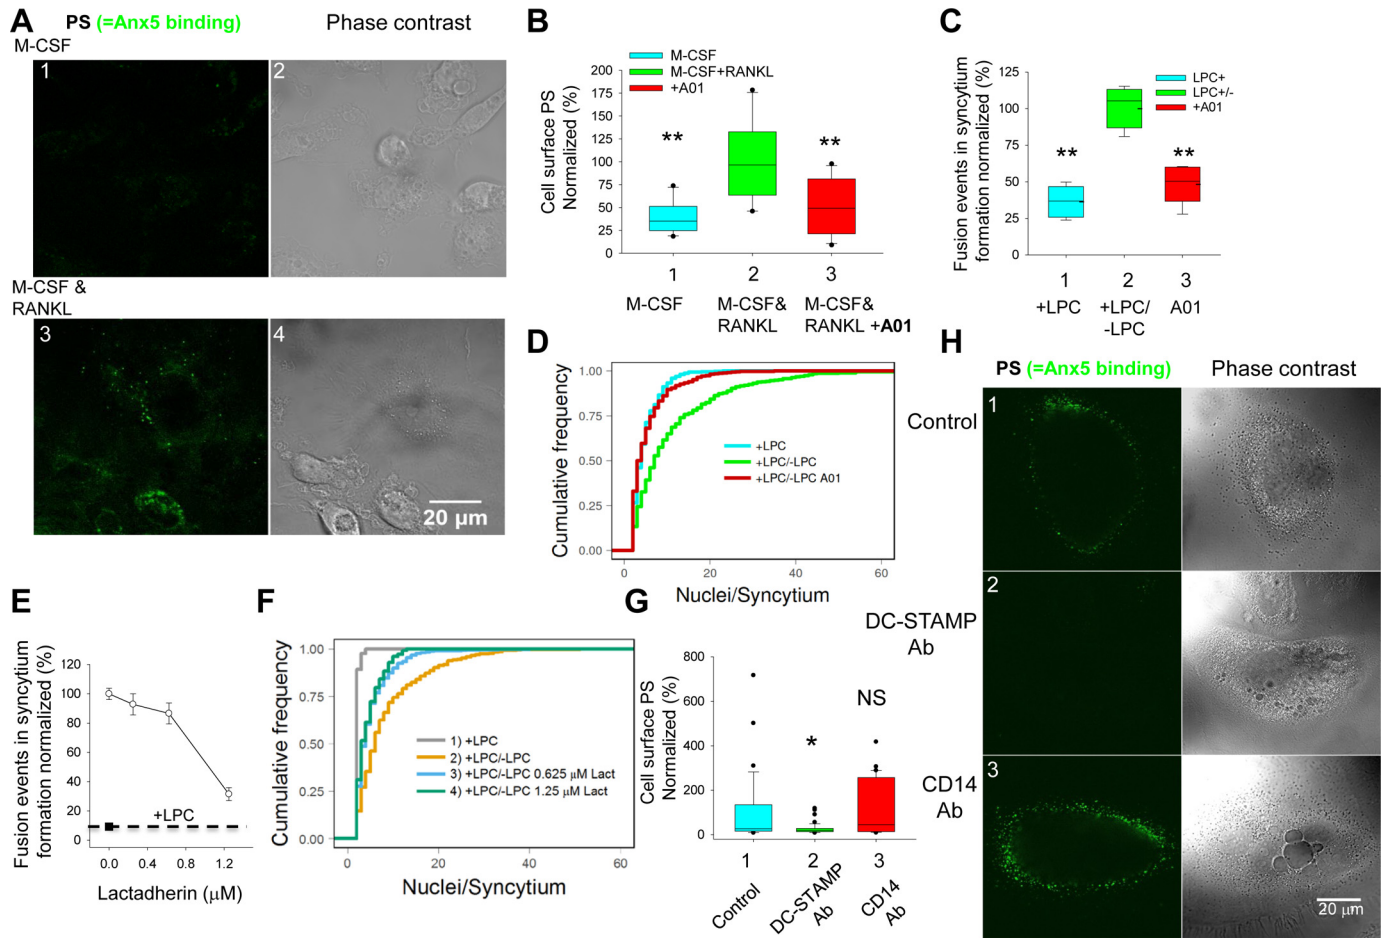 A
PS (=Anx5 binding)
Phase contrast
M-CSF
1
2
M-CSF &
RANKL
3
4
20 µm
B
M-CSF
M-CSF+RANKL
+A01
Cell surface PS
Normalized (%)
200
175
150
125
100
75
50
25
0
**
**
1
2
3
M-CSF
M-CSF&
RANKL
M-CSF&
RANKL +A01
C
LPC+
LPC+/-
+A01
Fusion events in syncytium
formation normalized (%)
125
100
75
50
25
0
**
**
1
2
3
+LPC
+LPC/
-LPC
A01
D
Cumulative frequency
1.00
0.75
0.50
0.25
0.00
+LPC
+LPC/-LPC
+LPC/-LPC A01
0
20
40
60
Nuclei/Syncytium
E
Fusion events in syncytium
formation normalized (%)
120
100
80
60
40
20
0
+LPC
0.0
0.4
0.8
1.2
Lactadherin (µM)
F
Cumulative frequency
1.00
0.75
0.50
0.25
0.00
1) +LPC
2) +LPC/-LPC
3) +LPC/-LPC 0.625 µM Lact
4) +LPC/-LPC 1.25 µM Lact
0
20
40
60
Nuclei/Syncytium
G
Cell surface PS
Normalized (%)
800
600
400
200
0
*
NS
1
2
3
Control
DC-STAMP
Ab
CD14
Ab
H
PS (=Anx5 binding)
Phase contrast
Control
1
DC-STAMP
Ab
2
CD14
Ab
3
20 µm